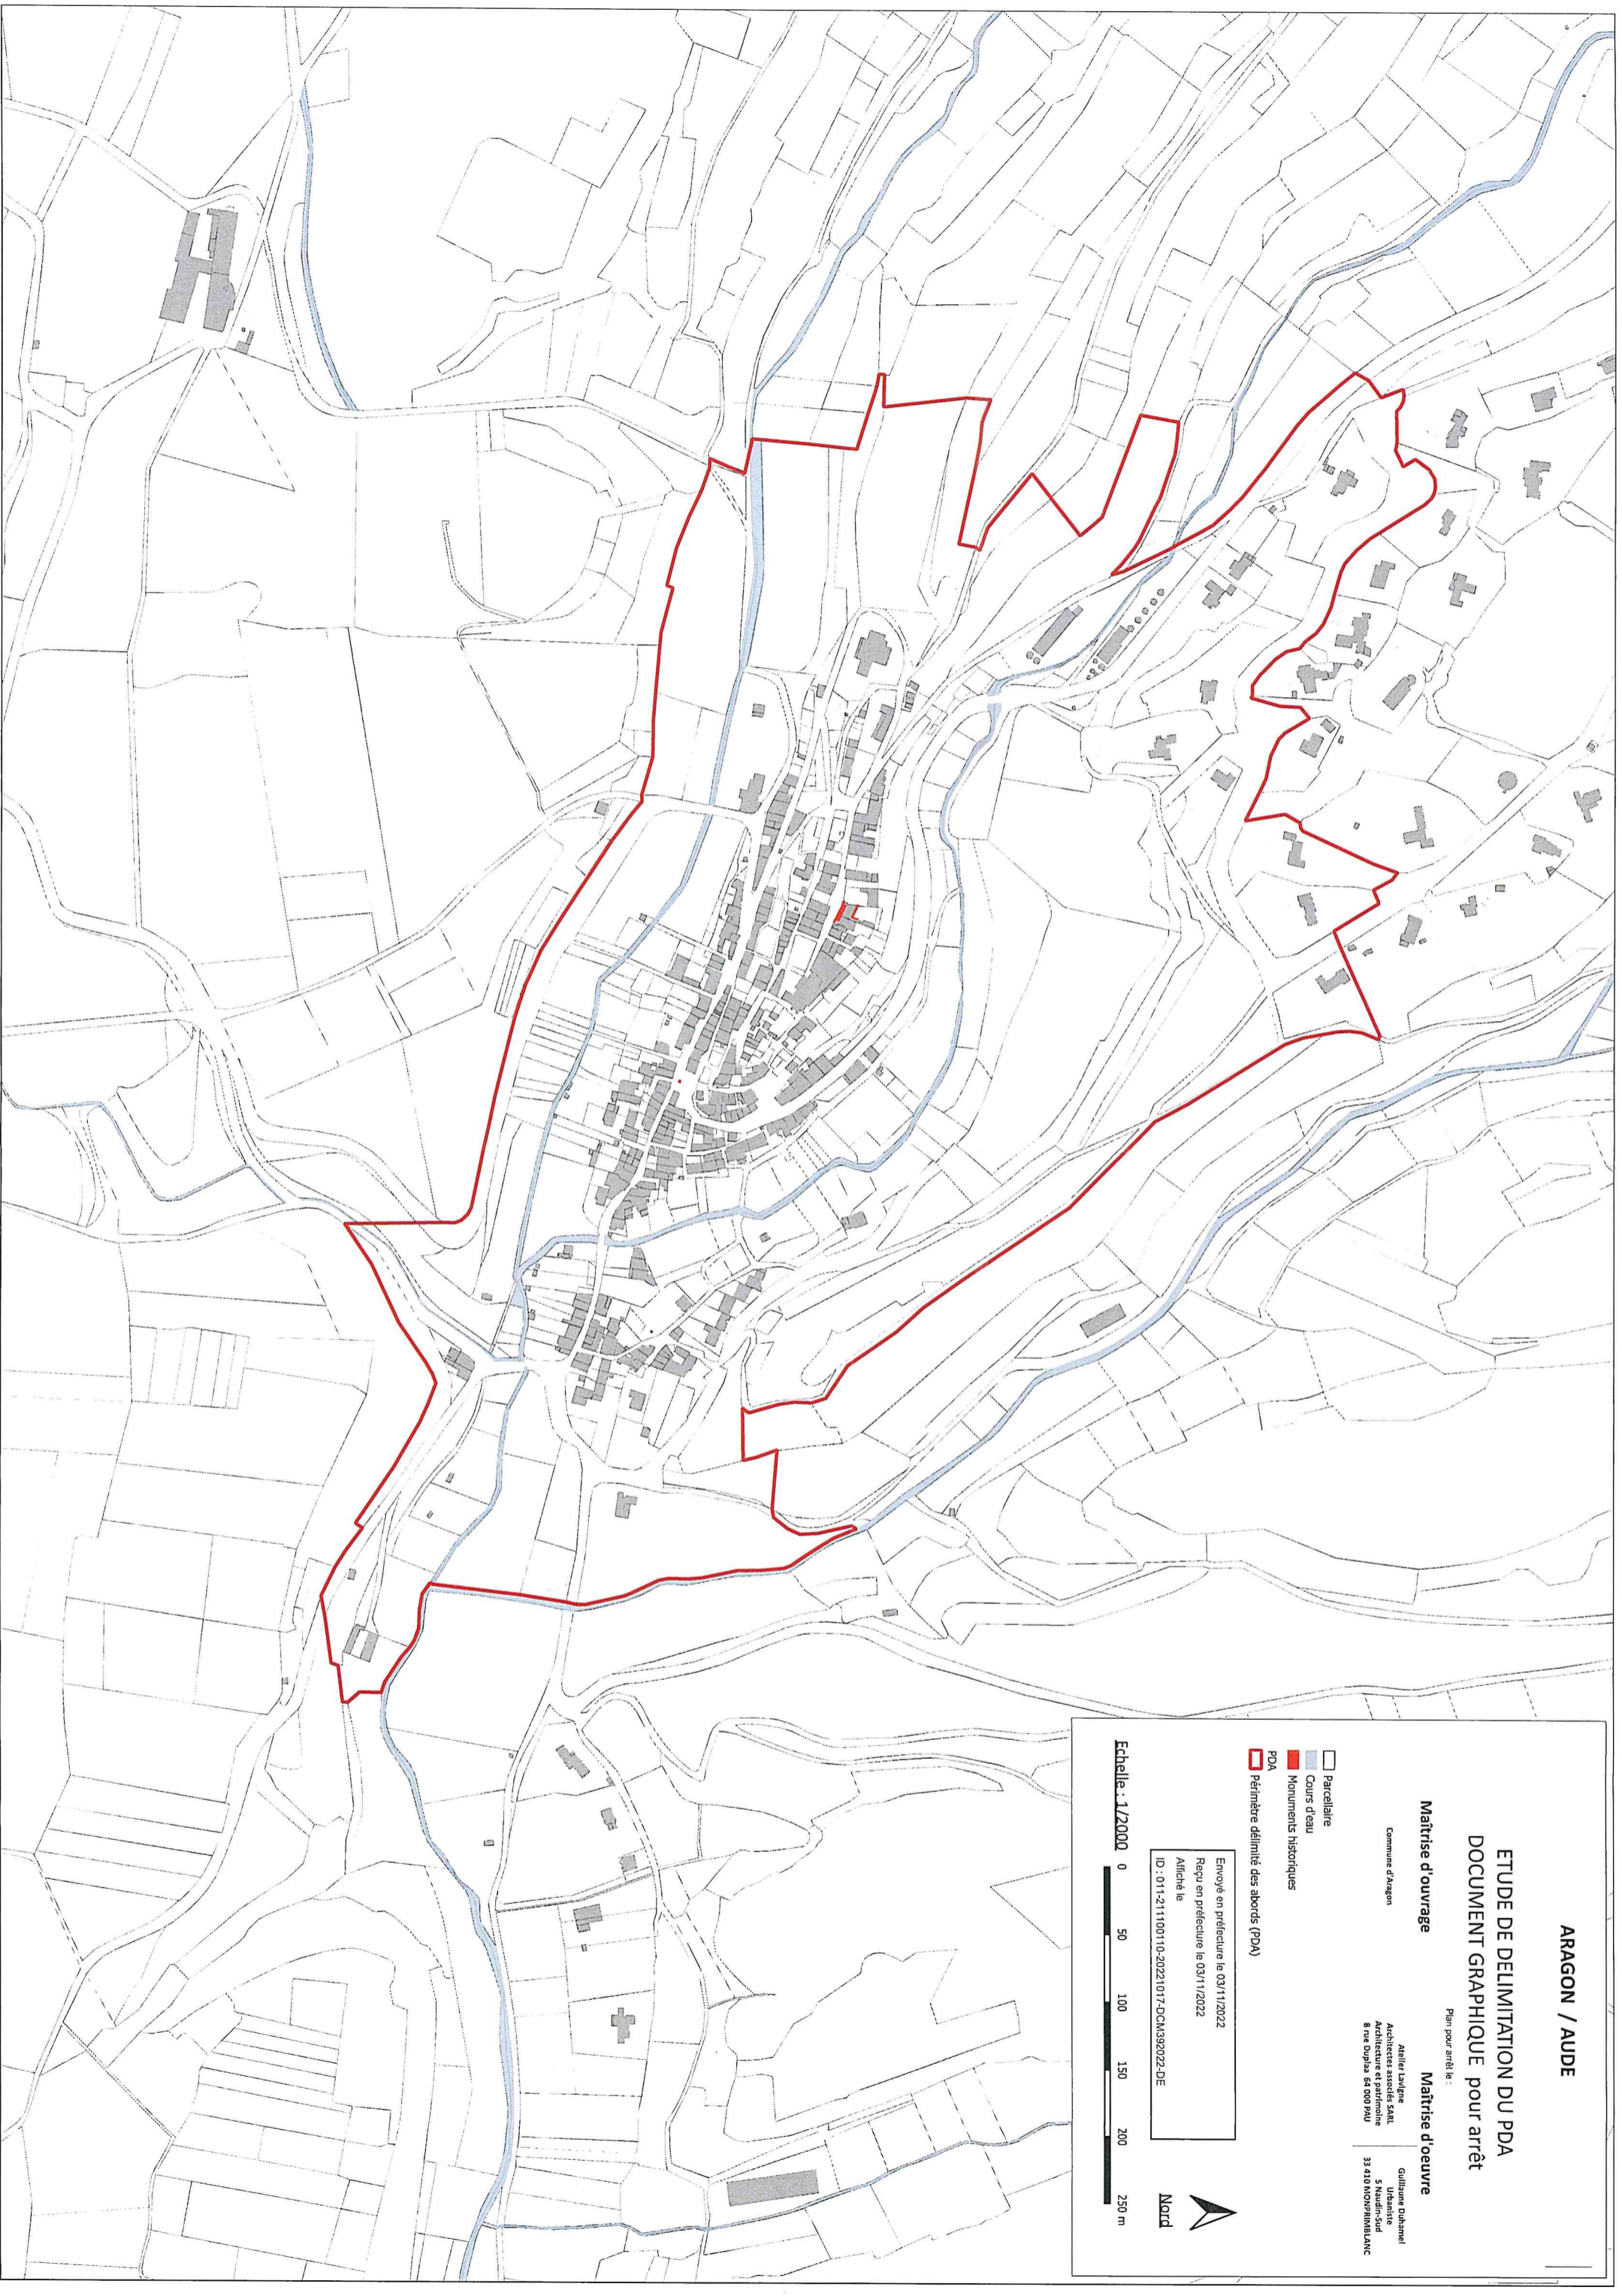 ARAGON / AUDE
ETUDE DE DELIMITATION DU PDA
DOCUMENT GRAPHIQUE pour arrêt
Plan pour arrêt le :
Maîtrise d'ouvrage
Maîtrise d'oeuvre
Commune d'Aragon
Atelier Lavigne
Architectes associés SARL
Architecture et patrimoine
8 rue Duplaa 64 000 PAU
Guillaume Duhamel
Urbaniste
5 Naudin-Sud
33 410 MONPRIMBLANC
Parcellaire
Cours d'eau
Monuments historiques
PDA
Périmètre délimité des abords (PDA)
Envoyé en préfecture le 03/11/2022
Reçu en préfecture le 03/11/2022
Affiché le
ID : 011-211100110-20221017-DCM392022-DE
Echelle : 1/2000
0 50 100 150 200 250 m
Nord